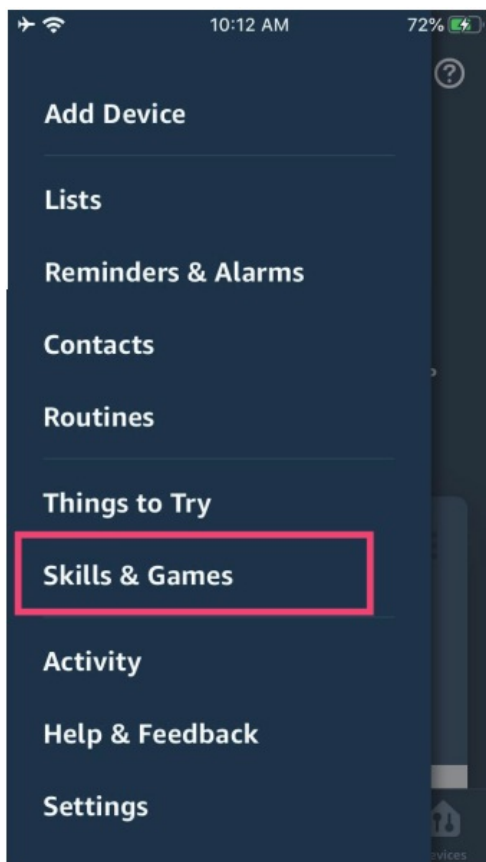 10:12 AM
72%
?
Add Device
Lists
Reminders & Alarms
Contacts
Routines
Things to Try
Skills & Games
Activity
Help & Feedback
Settings